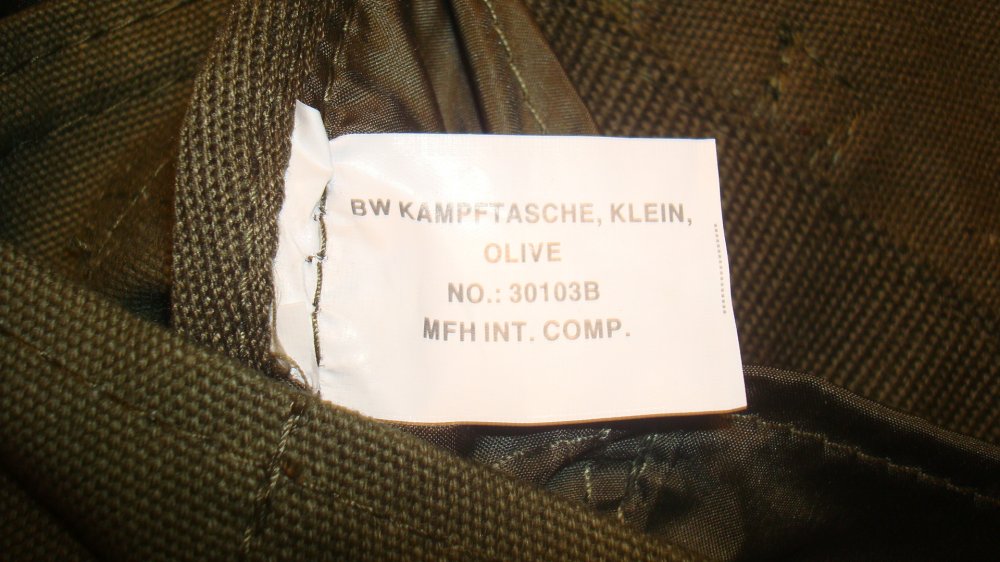 BW KAMPFTASCHE, KLEIN,
OLIVE
NO.: 30103B
MFH INT. COMP.